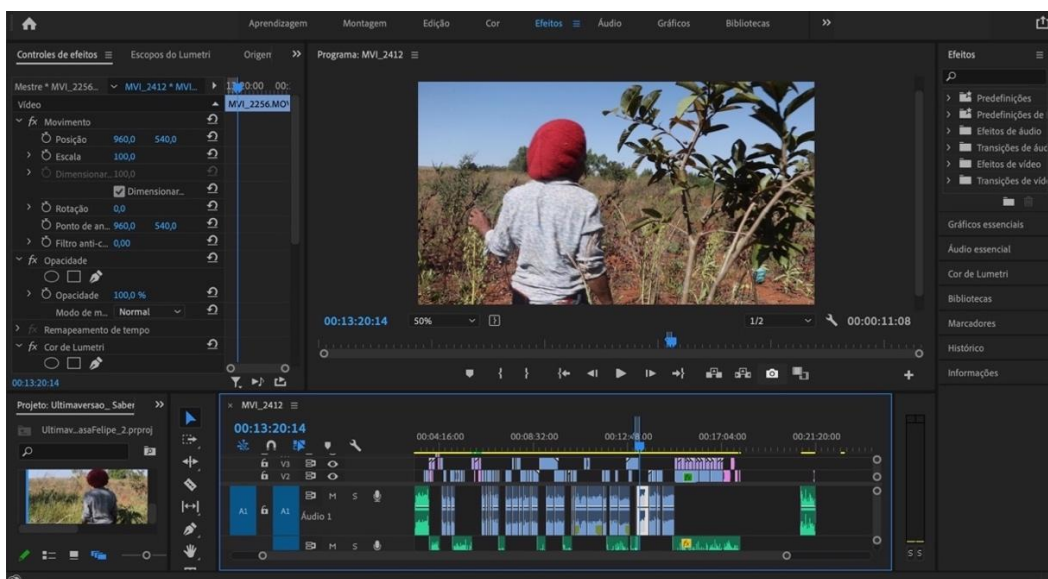 Aprendizagem Montagem Edição Cor Efeitos Áudio Gráficos Bibliotecas >>
Controles de efeitos Escopos do Lumetri Origen >>
Programa: MVI_2412
Efeitos
Mestre * MVI_2256... MVI_2412 * MVI...
Vídeo
MVI_2256.MOV
fx Movimento
Posição 960,0 540,0
Escala 100,0
Dimensionar... 100,0
Dimensionar...
Rotação 0,0
Ponto de an... 960,0 540,0
Filtro anti-c... 0,00
fx Opacidade
Opacidade 100,0 %
Modo de m... Normal
fx Remapeamento de tempo
fx Cor de Lumetri
00:13:20:14
00:13:20:14 50% 1/2 00:00:11:08
Predefinições
Predefinições de
Efeitos de áudio
Transições de áud
Efeitos de vídeo
Transições de víde
Gráficos essenciais
Áudio essencial
Cor de Lumetri
Bibliotecas
Marcadores
Histórico
Informações
Projeto: Ultimaversao_ Saber >>
Ultimav...asaFelipe_2.prproj
× MVI_2412
00:13:20:14
00:04:16:00 00:08:32:00 00:12:48:00 00:17:04:00 00:21:20:00
V3
V2
A1 A1 M S
Áudio 1
M S
fx
S S